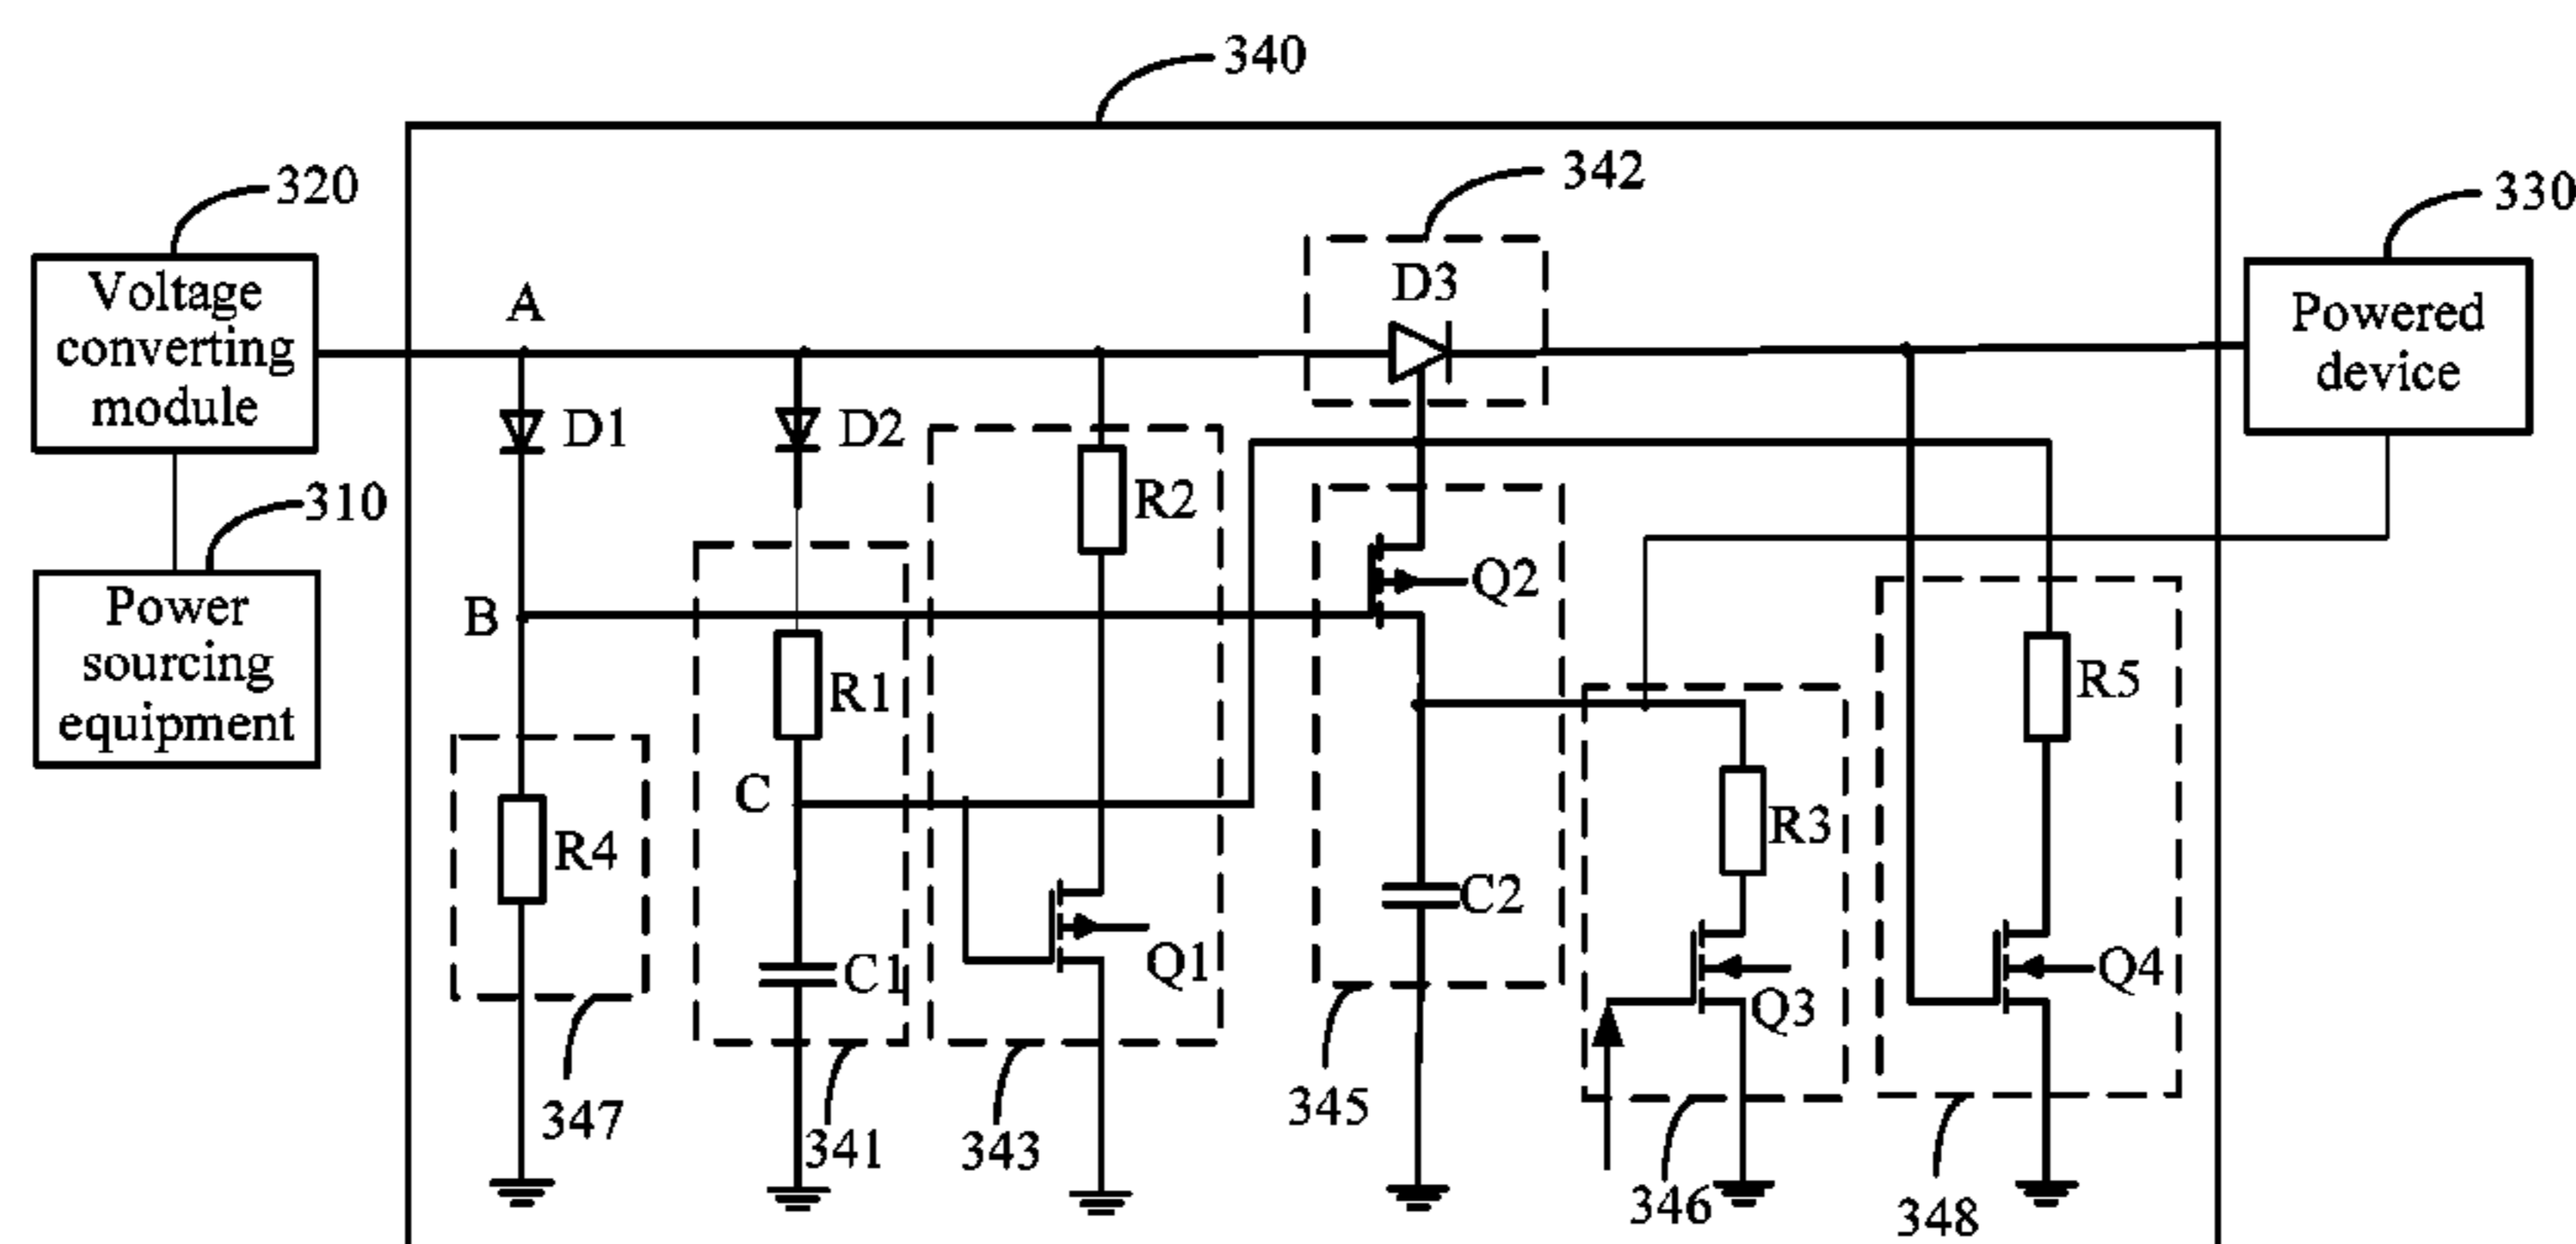 340
342
320
330
Voltage
converting
module
A
D3
Powered
device
D1
D2
R2
310
Power
sourcing
equipment
B
Q2
R1
R5
C
R4
R3
C1
Q1
C2
Q3
Q4
347
341
343
345
346
348